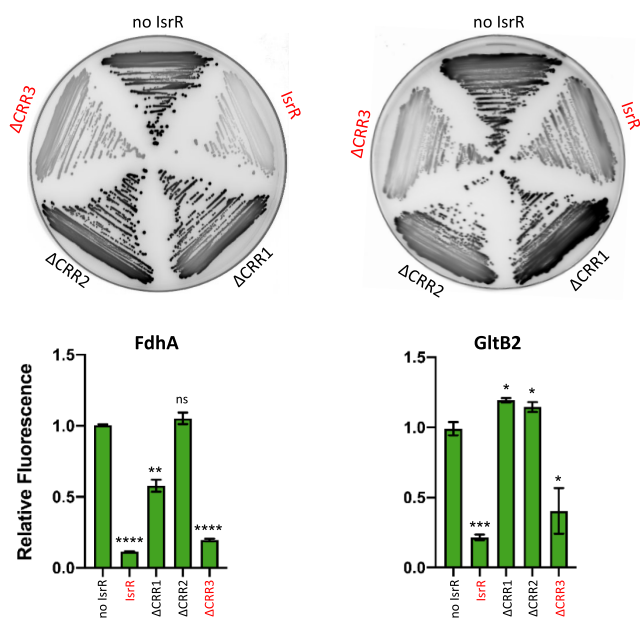 no IsrR
no IsrR
ΔCRR3
IsrR
ΔCRR3
IsrR
ΔCRR2
ΔCRR1
ΔCRR2
ΔCRR1
FdhA
GltB2
Relative Fluorescence
1.5
1.0
0.5
0.0
****
**
ns
****
no IsrR
IsrR
ΔCRR1
ΔCRR2
ΔCRR3
1.5
1.0
0.5
0.0
***
*
*
*
no IsrR
IsrR
ΔCRR1
ΔCRR2
ΔCRR3